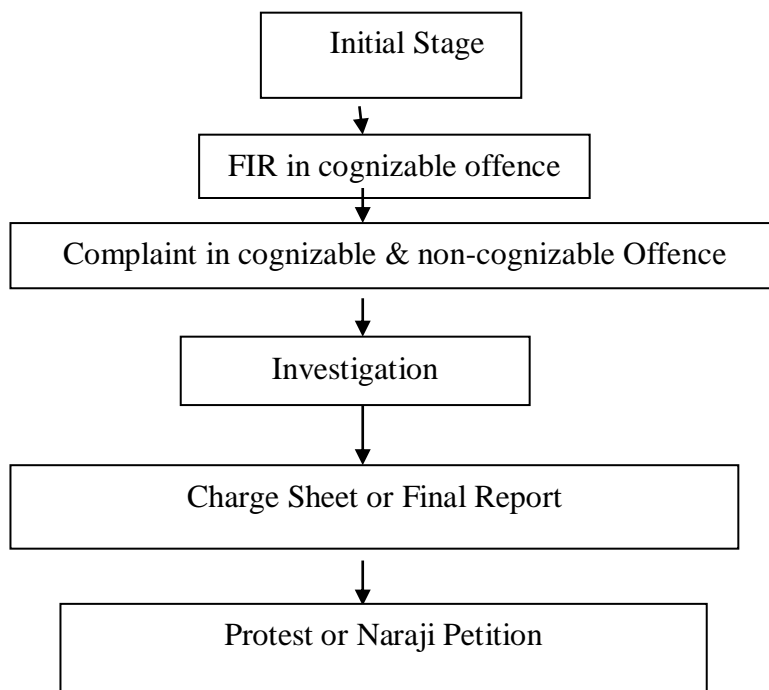 Initial Stage
FIR in cognizable offence
Complaint in cognizable & non-cognizable Offence
Investigation
Charge Sheet or Final Report
Protest or Naraji Petition